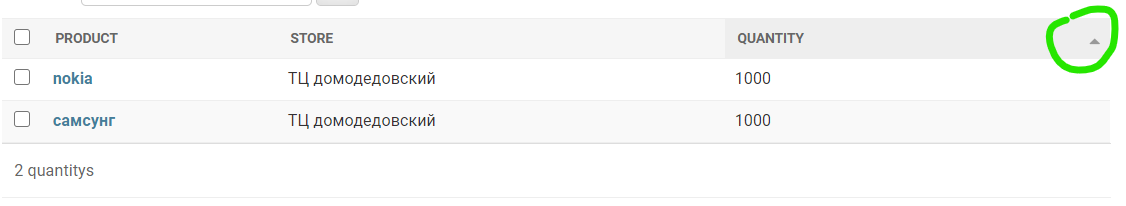 PRODUCT STORE QUANTITY
nokia ТЦ домодедовский 1000
самсунг ТЦ домодедовский 1000
2 quantitys